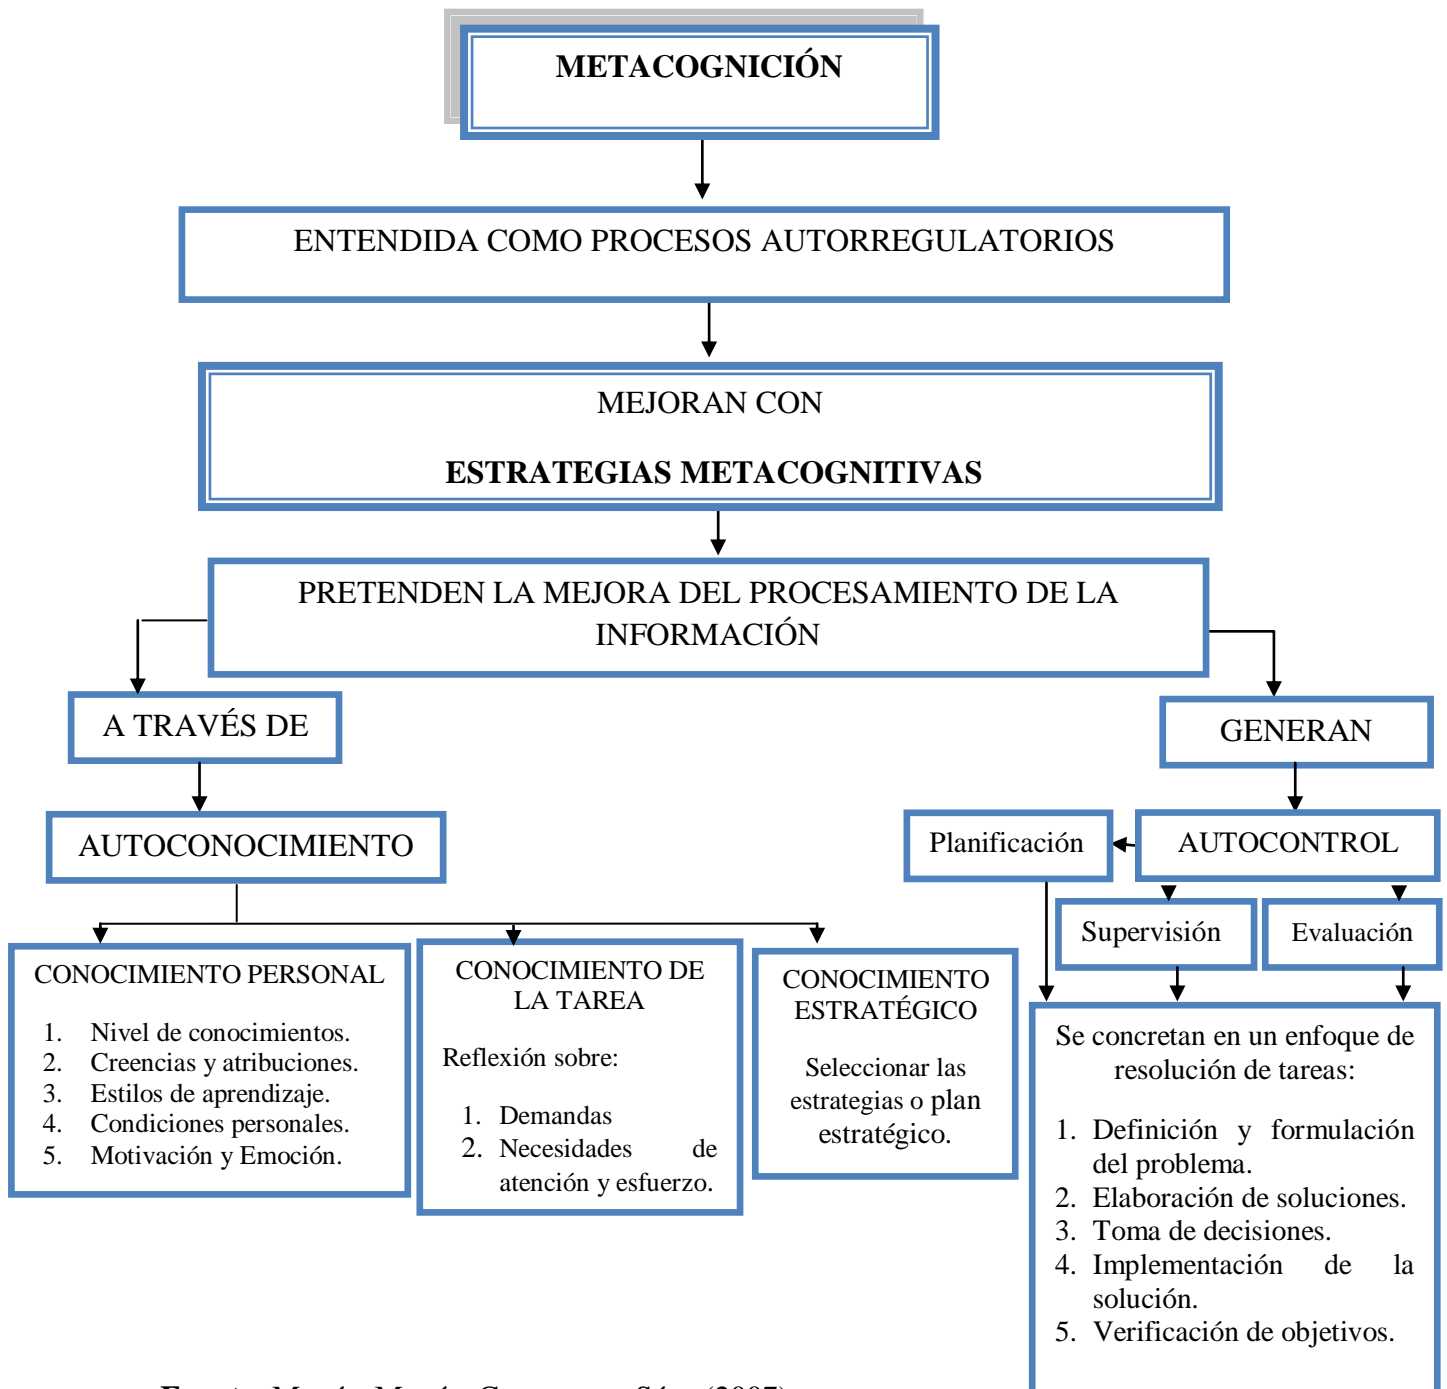 METACOGNICIÓN
ENTENDIDA COMO PROCESOS AUTORREGULATORIOS
MEJORAN CON
ESTRATEGIAS METACOGNITIVAS
PRETENDEN LA MEJORA DEL PROCESAMIENTO DE LA
INFORMACIÓN
A TRAVÉS DE
GENERAN
AUTOCONOCIMIENTO
Planificación
AUTOCONTROL
Supervisión
Evaluación
CONOCIMIENTO PERSONAL
1. Nivel de conocimientos.
2. Creencias y atribuciones.
3. Estilos de aprendizaje.
4. Condiciones personales.
5. Motivación y Emoción.
CONOCIMIENTO DE
LA TAREA
Reflexión sobre:
1. Demandas
2. Necesidades de
atención y esfuerzo.
CONOCIMIENTO
ESTRATÉGICO
Seleccionar las
estrategias o plan
estratégico.
Se concretan en un enfoque de
resolución de tareas:
1. Definición y formulación
del problema.
2. Elaboración de soluciones.
3. Toma de decisiones.
4. Implementación de la
solución.
5. Verificación de objetivos.
(2007)